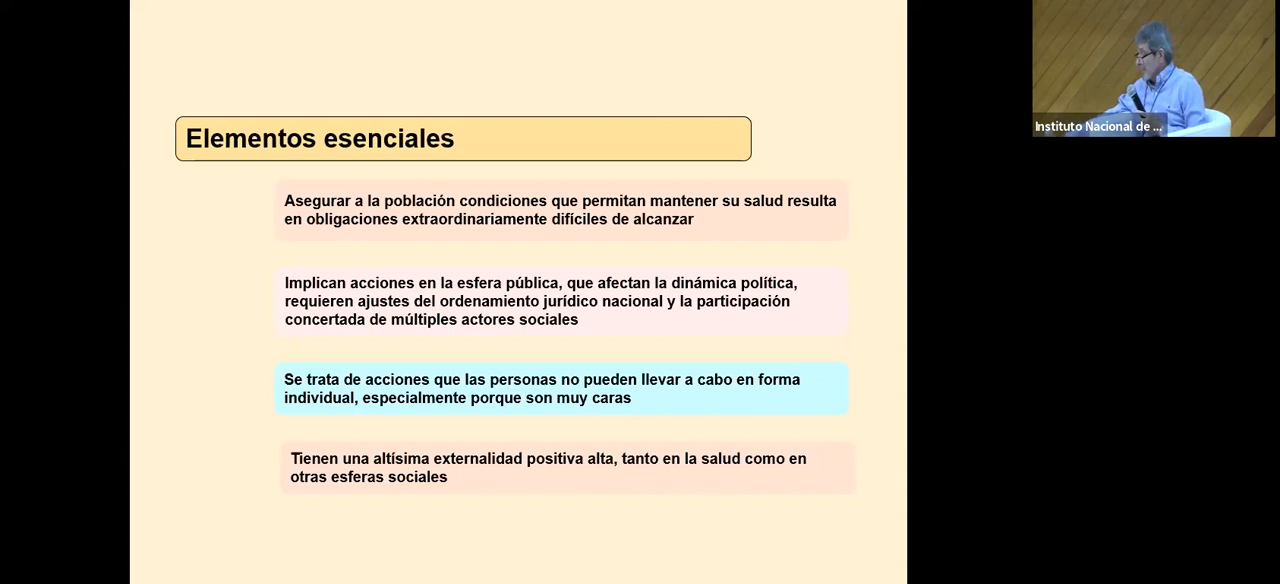 Elementos esenciales
Asegurar a la población condiciones que permitan mantener su salud resulta
en obligaciones extraordinariamente difíciles de alcanzar
Implican acciones en la esfera pública, que afectan la dinámica política,
requieren ajustes del ordenamiento jurídico nacional y la participación
concertada de múltiples actores sociales
Se trata de acciones que las personas no pueden llevar a cabo en forma
individual, especialmente porque son muy caras
Tienen una altísima externalidad positiva alta, tanto en la salud como en
otras esferas sociales
Instituto Nacional de ...